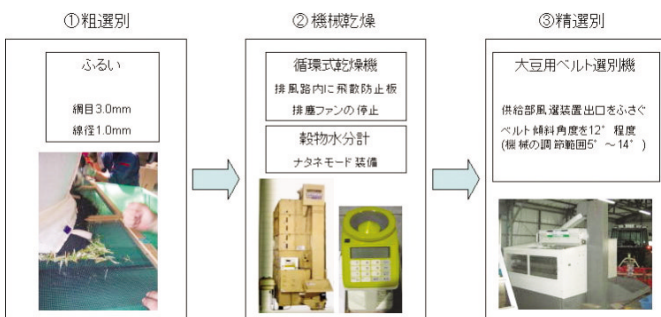 ①粗選別
ふるい
網目3.0mm
線径1.0mm
②機械乾燥
循環式乾燥機
排風路内に飛散防止板
排塵ファンの停止
穀物水分計
ナタネモード装備
③精選別
大豆用ベルト選別機
供給部風選装置出口をふさぐ
ベルト傾斜角度を12°程度
(機械の調節範囲5°～14°)